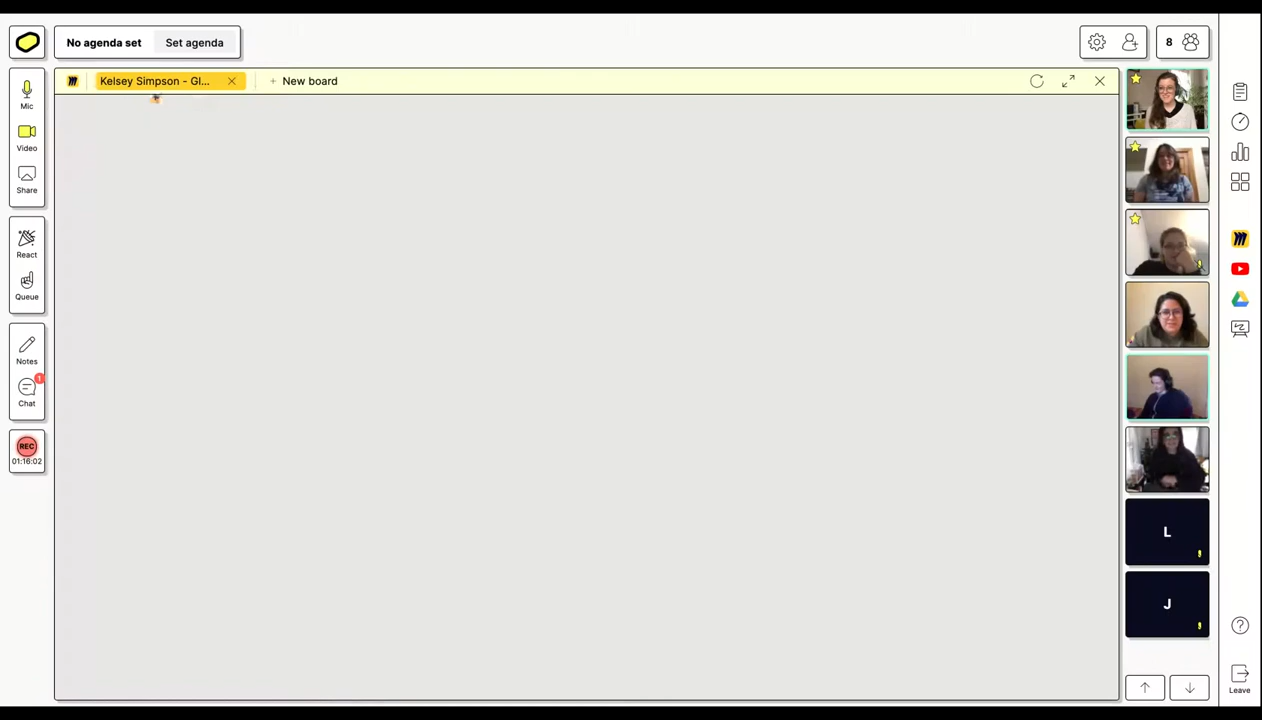 No agenda set
Set agenda
8
Kelsey Simpson - Gl...
+ New board
Mic
Video
Share
React
Queue
Notes
1
Chat
REC
01:16:02
L
J
Leave